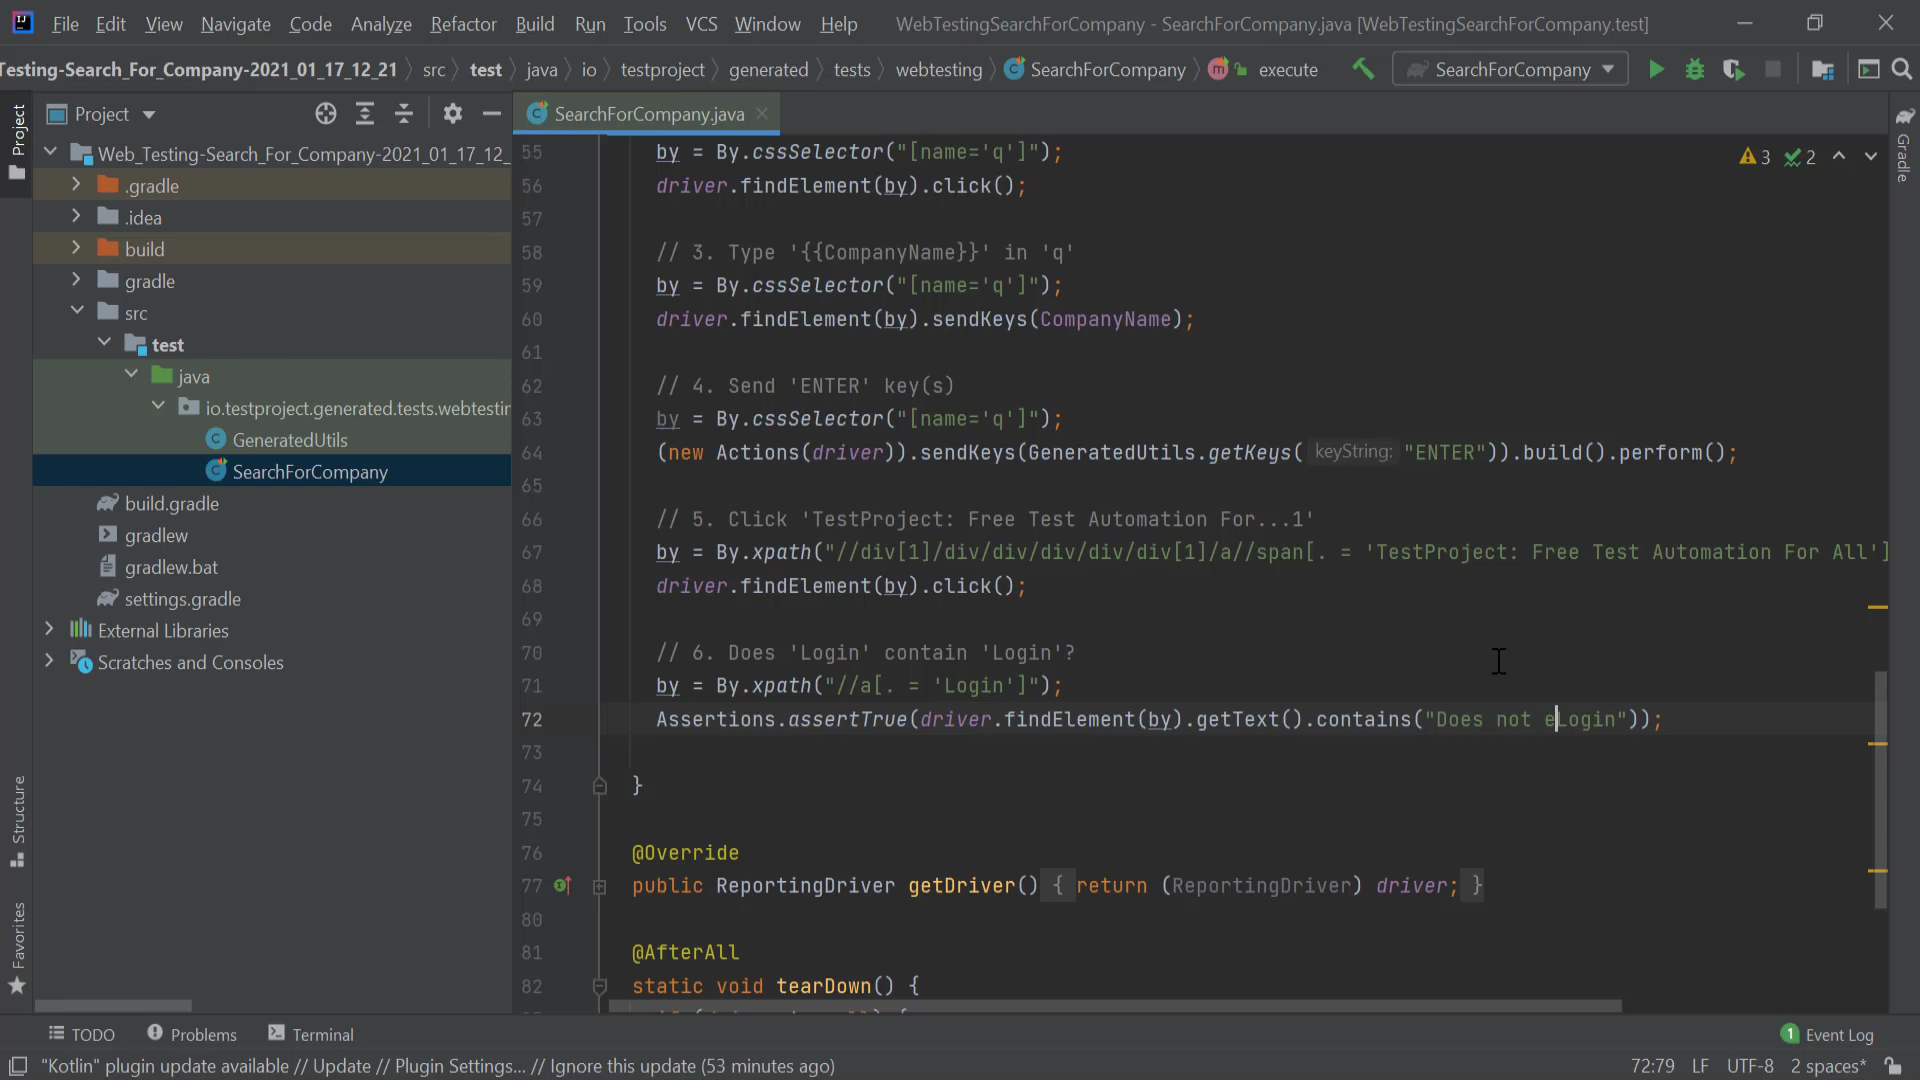 File Edit View Navigate Code Analyze Refactor Build Run Tools VCS Window Help WebTestingSearchForCompany - SearchForCompany.java [WebTestingSearchForCompany.test]
Testing-Search_For_Company-2021_01_17_12_21 src test java io testproject generated tests webtesting SearchForCompany execute SearchForCompany
Project
Project
SearchForCompany.java
Gradle
3 2
Web_Testing-Search_For_Company-2021_01_17_12_
.gradle
.idea
build
gradle
src
test
java
io.testproject.generated.tests.webtestin
GeneratedUtils
SearchForCompany
build.gradle
gradlew
gradlew.bat
settings.gradle
External Libraries
Scratches and Consoles
Structure
Favorites
55 by = By.cssSelector("[name='q']");
56 driver.findElement(by).click();
57
58 // 3. Type '{{CompanyName}}' in 'q'
59 by = By.cssSelector("[name='q']");
60 driver.findElement(by).sendKeys(CompanyName);
61
62 // 4. Send 'ENTER' key(s)
63 by = By.cssSelector("[name='q']");
64 (new Actions(driver)).sendKeys(GeneratedUtils.getKeys( keyString: "ENTER")).build().perform();
65
66 // 5. Click 'TestProject: Free Test Automation For...1'
67 by = By.xpath("//div[1]/div/div/div/div/div[1]/a//span[. = 'TestProject: Free Test Automation For All']
68 driver.findElement(by).click();
69
70 // 6. Does 'Login' contain 'Login'?
71 by = By.xpath("//a[. = 'Login']");
72 Assertions.assertTrue(driver.findElement(by).getText().contains("Does not eLogin"));
73
74 }
75
76 @Override
77 public ReportingDriver getDriver() { return (ReportingDriver) driver; }
80
81 @AfterAll
82 static void tearDown() {
TODO Problems Terminal 1 Event Log
"Kotlin" plugin update available // Update // Plugin Settings... // Ignore this update (53 minutes ago) 72:79 LF UTF-8 2 spaces*